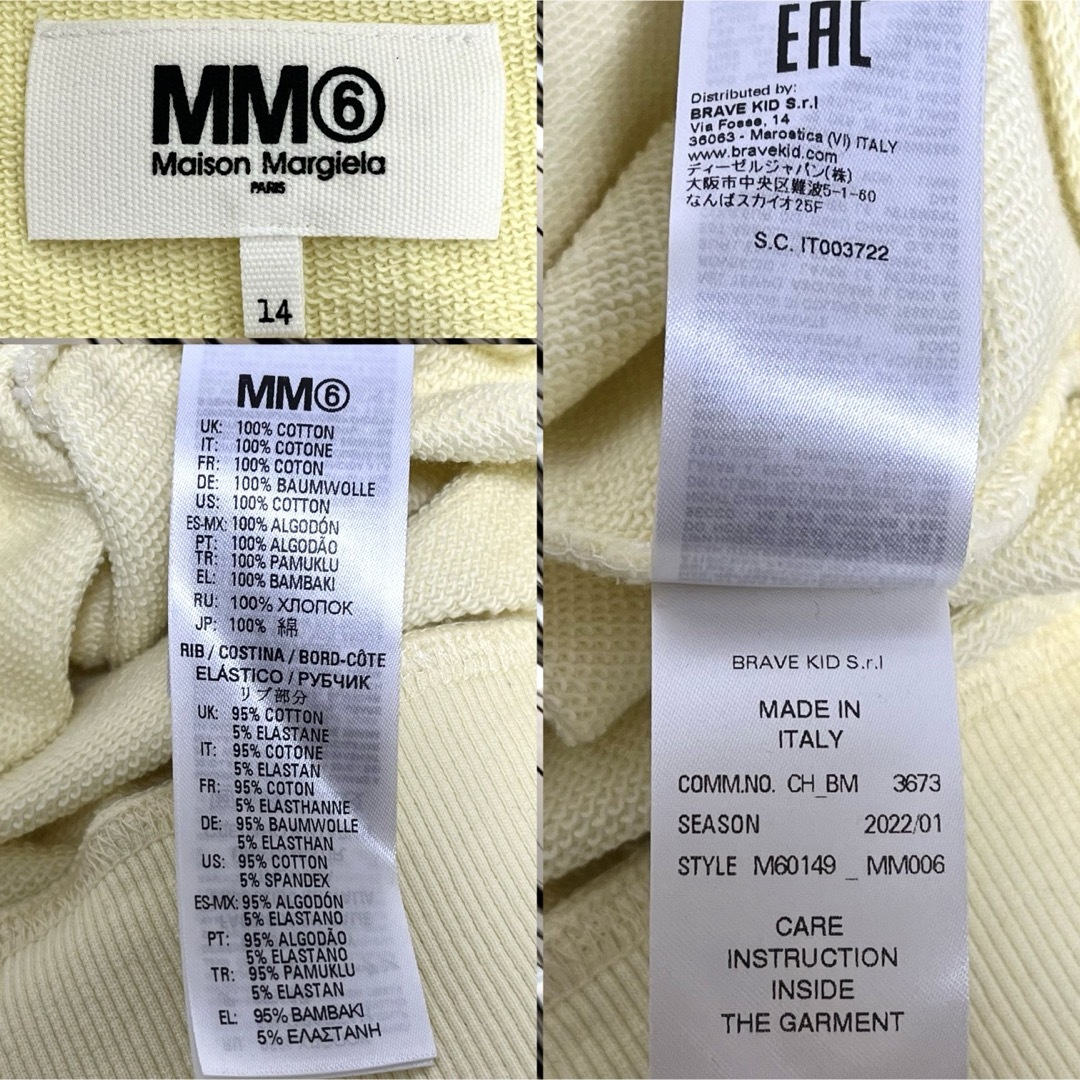 MM⑥
Maison Margiela
PARIS
14
EAC
Distributed by:
BRAVE KID S.r.l
Via Fosse, 14
36063 - Marostica (VI) ITALY
www.bravekid.com
ディーゼルジャパン(株)
大阪市中央区難波5-1-60
なんばスカイオ25F
S.C. IT003722
MM⑥
UK: 100% COTTON
IT: 100% COTONE
FR: 100% COTON
DE: 100% BAUMWOLLE
US: 100% COTTON
ES-MX: 100% ALGODÓN
PT: 100% ALGODÃO
TR: 100% PAMUKLU
EL: 100% ΒΑΜΒΑΚΙ
RU: 100% ХЛОПОК
JP: 100% 綿
RIB / COSTINA / BORD-CÔTE
ELÁSTICO / РУБЧИК
リブ部分
UK: 95% COTTON
5% ELASTANE
IT: 95% COTONE
5% ELASTAN
FR: 95% COTON
5% ELASTHANNE
DE: 95% BAUMWOLLE
5% ELASTHAN
US: 95% COTTON
5% SPANDEX
ES-MX: 95% ALGODÓN
5% ELASTANO
PT: 95% ALGODÃO
5% ELASTANO
TR: 95% PAMUKLU
5% ELASTAN
EL: 95% ΒΑΜΒΑΚΙ
5% ΕΛΑΣΤΑΝΗ
BRAVE KID S.r.l
MADE IN
ITALY
COMM.NO. CH_BM 3673
SEASON 2022/01
STYLE M60149 _ MM006
CARE
INSTRUCTION
INSIDE
THE GARMENT